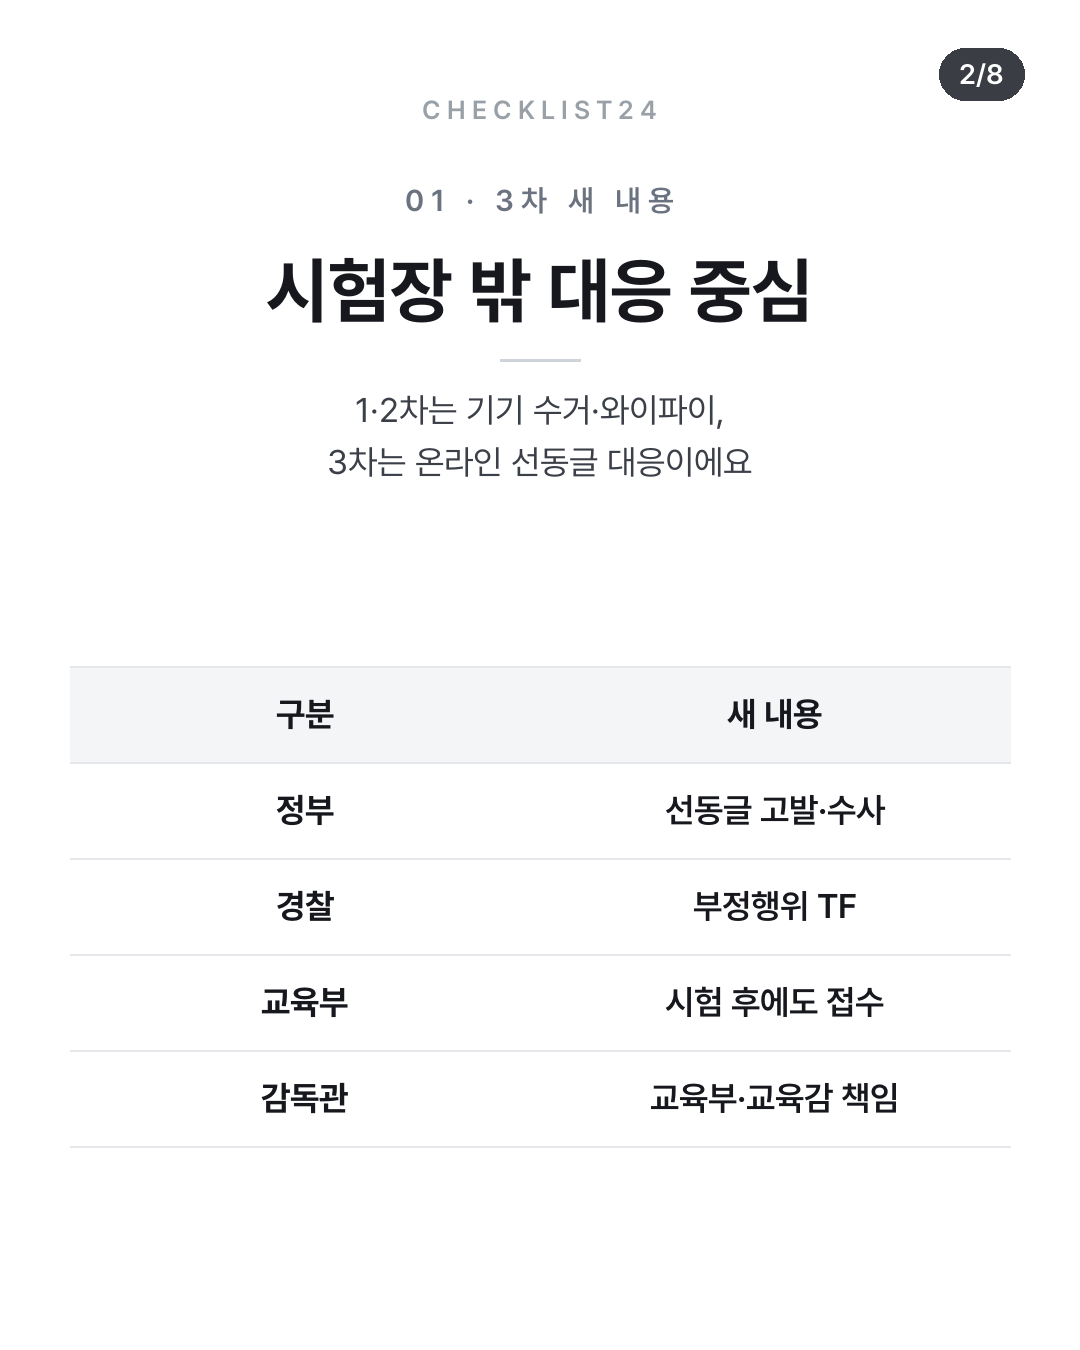 2/8
CHECKLIST24
01 · 3차 새 내용
시험장 밖 대응 중심
1·2차는 기기 수거·와이파이,
3차는 온라인 선동글 대응이에요
구분 새 내용
정부 선동글 고발·수사
경찰 부정행위 TF
교육부 시험 후에도 접수
감독관 교육부·교육감 책임